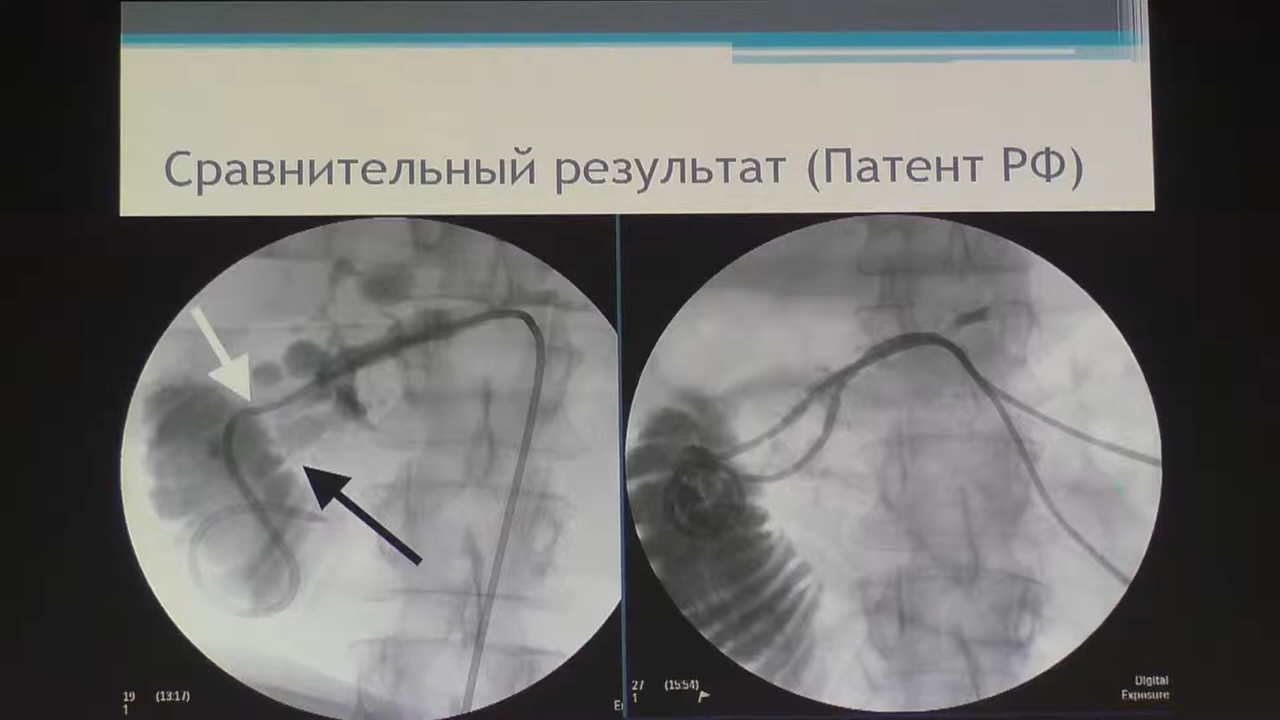 Сравнительный результат (Патент РФ)
19 (13:17)
1
27 (15:54)
1
Digital
Exposure